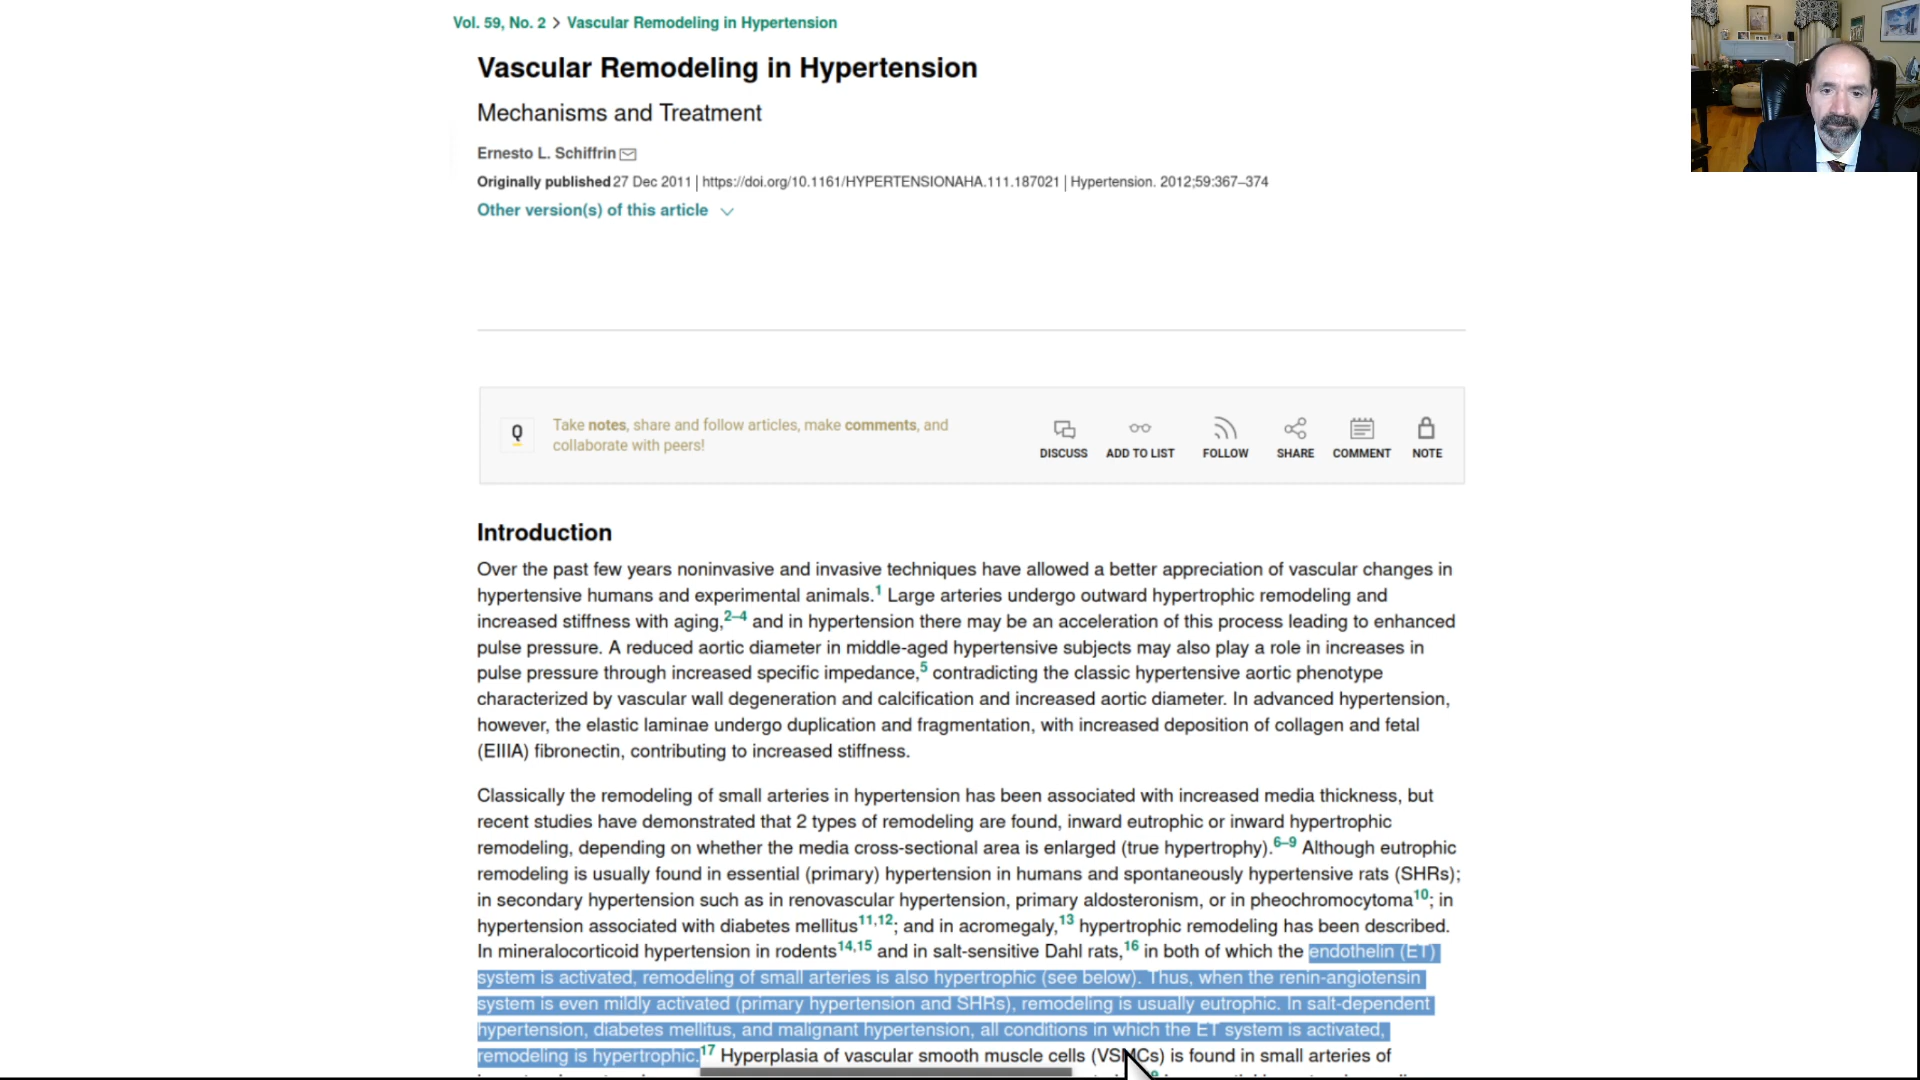 Vol. 59, No. 2 > Vascular Remodeling in Hypertension
Vascular Remodeling in Hypertension
Mechanisms and Treatment
Ernesto L. Schiffrin
Originally published 27 Dec 2011 | https://doi.org/10.1161/HYPERTENSIONAHA.111.187021 | Hypertension. 2012;59:367–374
Other version(s) of this article
Q
Take notes, share and follow articles, make comments, and
collaborate with peers!
DISCUSS ADD TO LIST FOLLOW SHARE COMMENT NOTE
Introduction
Over the past few years noninvasive and invasive techniques have allowed a better appreciation of vascular changes in
hypertensive humans and experimental animals.1 Large arteries undergo outward hypertrophic remodeling and
increased stiffness with aging,2–4 and in hypertension there may be an acceleration of this process leading to enhanced
pulse pressure. A reduced aortic diameter in middle-aged hypertensive subjects may also play a role in increases in
pulse pressure through increased specific impedance,5 contradicting the classic hypertensive aortic phenotype
characterized by vascular wall degeneration and calcification and increased aortic diameter. In advanced hypertension,
however, the elastic laminae undergo duplication and fragmentation, with increased deposition of collagen and fetal
(EIIIA) fibronectin, contributing to increased stiffness.
Classically the remodeling of small arteries in hypertension has been associated with increased media thickness, but
recent studies have demonstrated that 2 types of remodeling are found, inward eutrophic or inward hypertrophic
remodeling, depending on whether the media cross-sectional area is enlarged (true hypertrophy).6–9 Although eutrophic
remodeling is usually found in essential (primary) hypertension in humans and spontaneously hypertensive rats (SHRs);
in secondary hypertension such as in renovascular hypertension, primary aldosteronism, or in pheochromocytoma10; in
hypertension associated with diabetes mellitus11,12; and in acromegaly,13 hypertrophic remodeling has been described.
In mineralocorticoid hypertension in rodents14,15 and in salt-sensitive Dahl rats,16 in both of which the endothelin (ET)
system is activated, remodeling of small arteries is also hypertrophic (see below). Thus, when the renin-angiotensin
system is even mildly activated (primary hypertension and SHRs), remodeling is usually eutrophic. In salt-dependent
hypertension, diabetes mellitus, and malignant hypertension, all conditions in which the ET system is activated,
remodeling is hypertrophic.17 Hyperplasia of vascular smooth muscle cells (VSMCs) is found in small arteries of